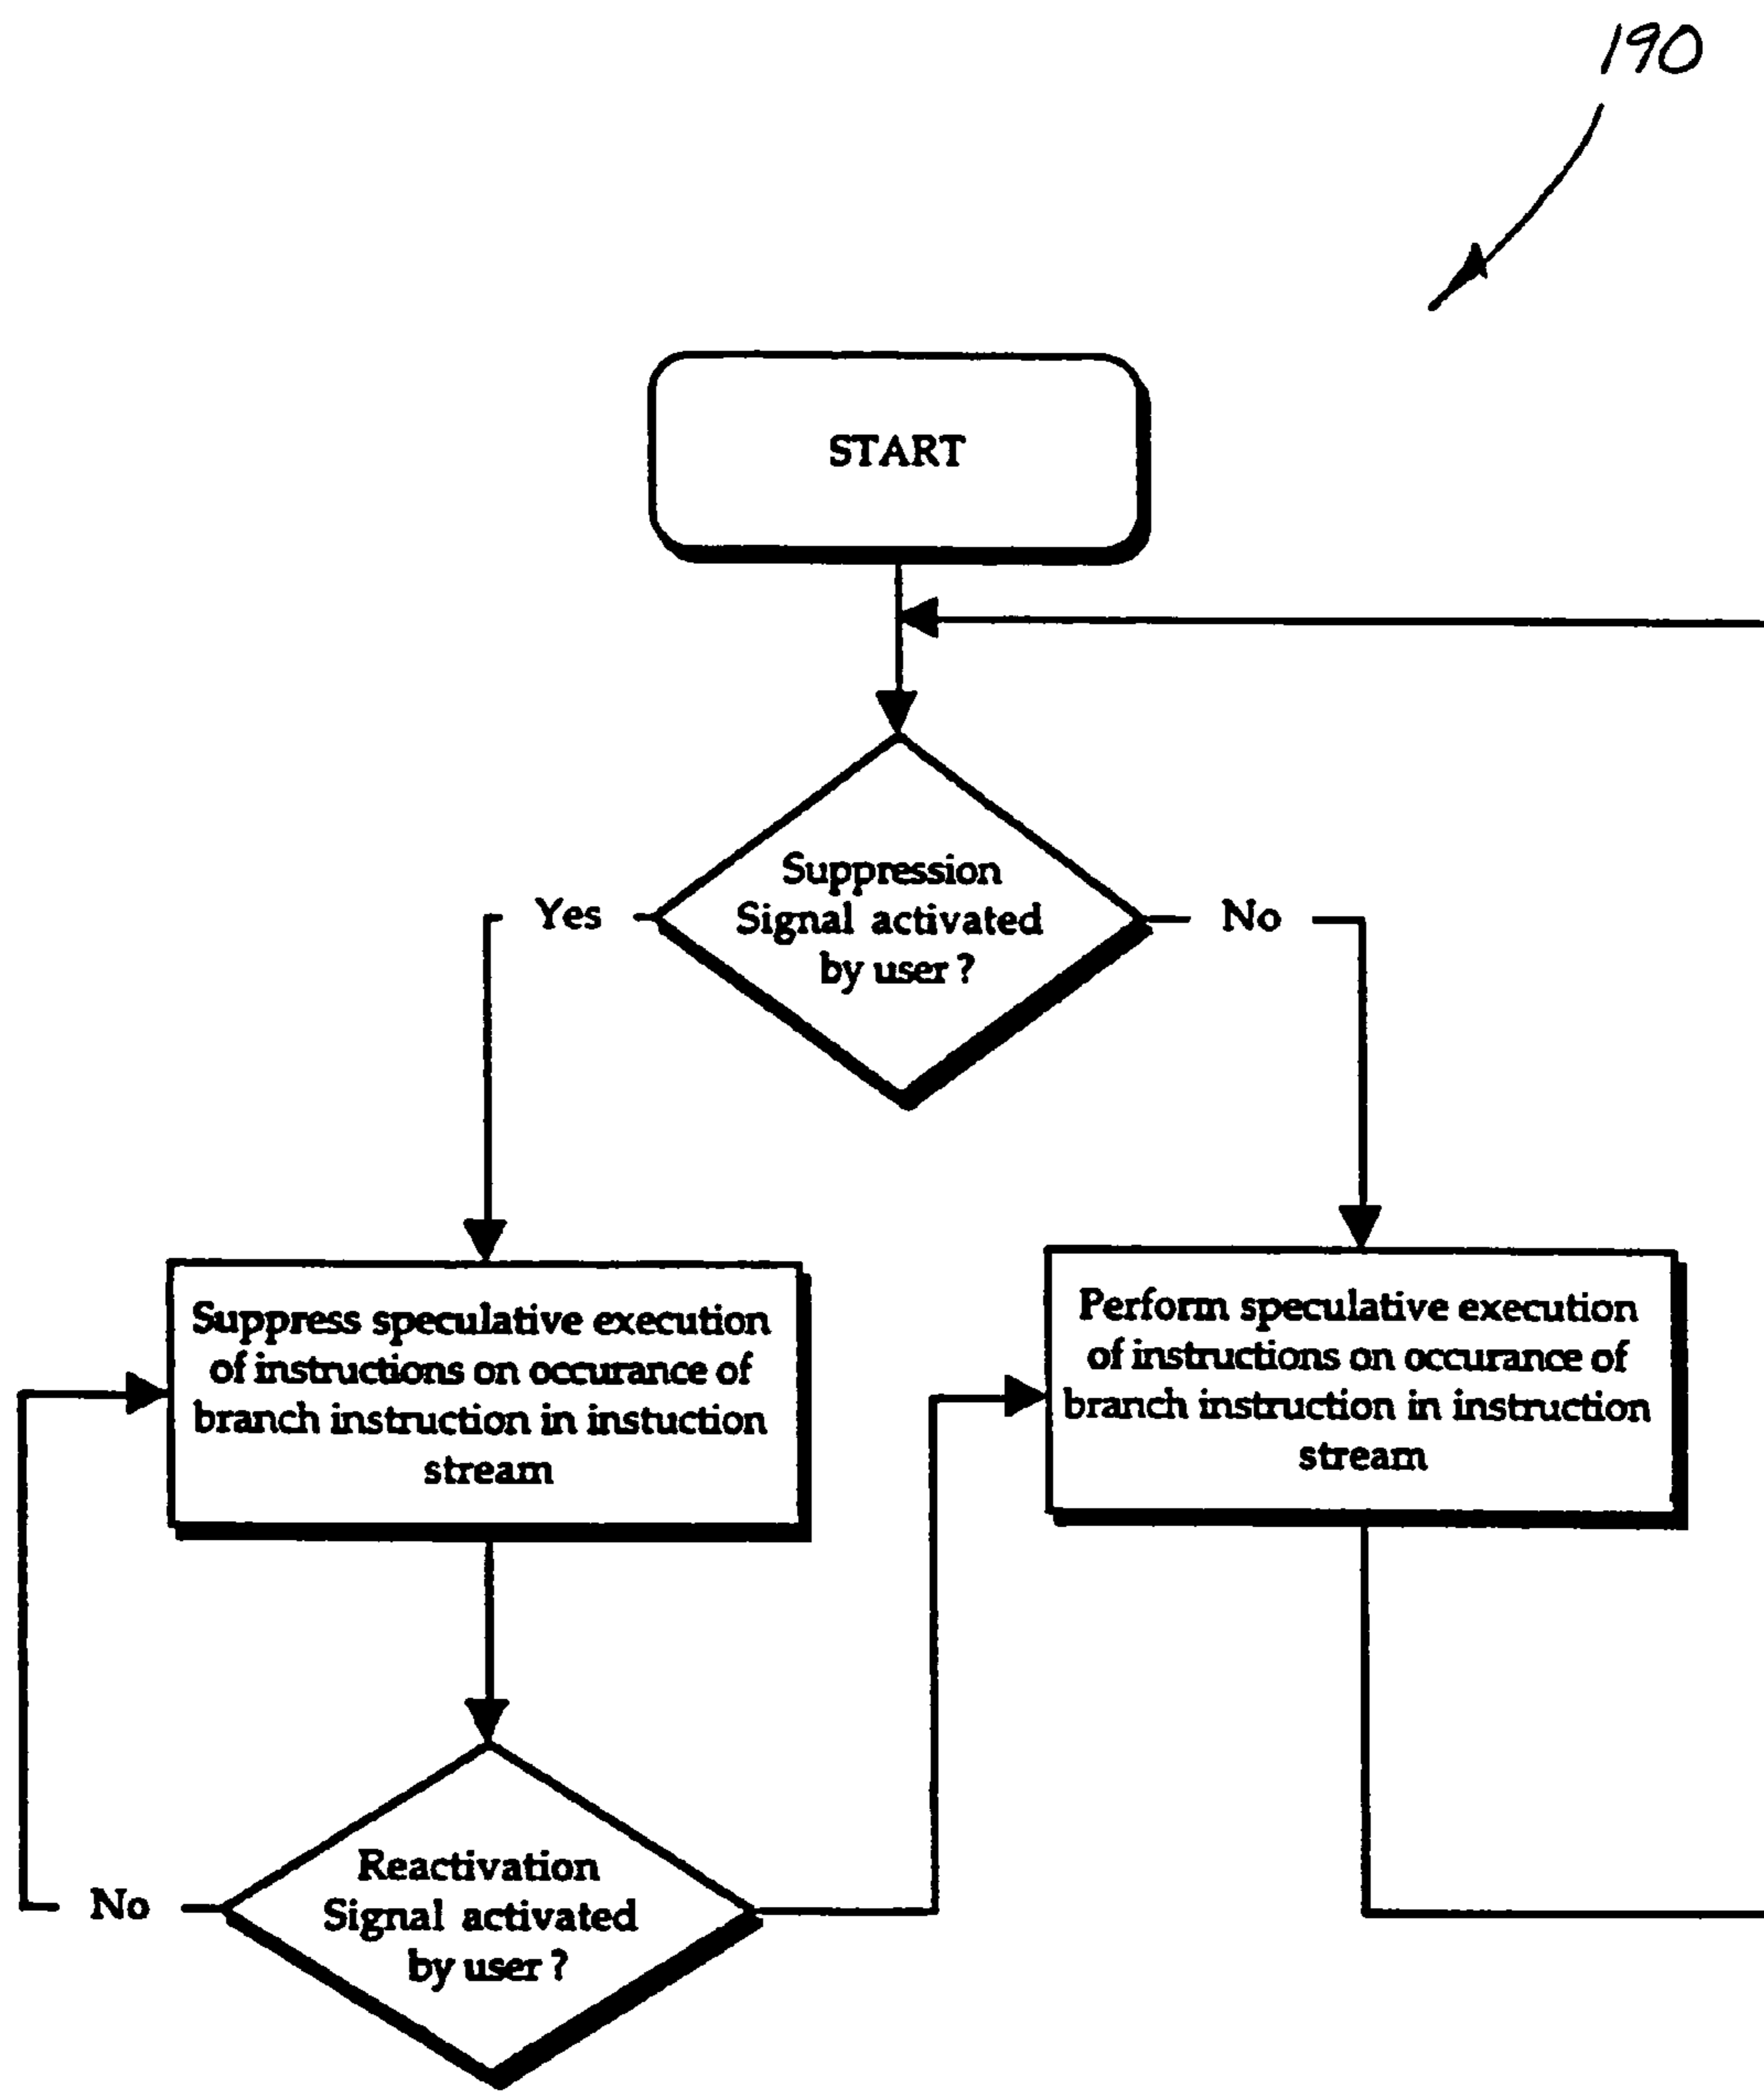 190
START
Suppression
Signal activated
by user ?
Yes
No
Suppress speculative execution
of instructions on occurance of
branch instruction in instuction
stream
Perform speculative execution
of instructions on occurance of
branch instruction in instruction
stream
Reactivation
Signal activated
by user ?
No